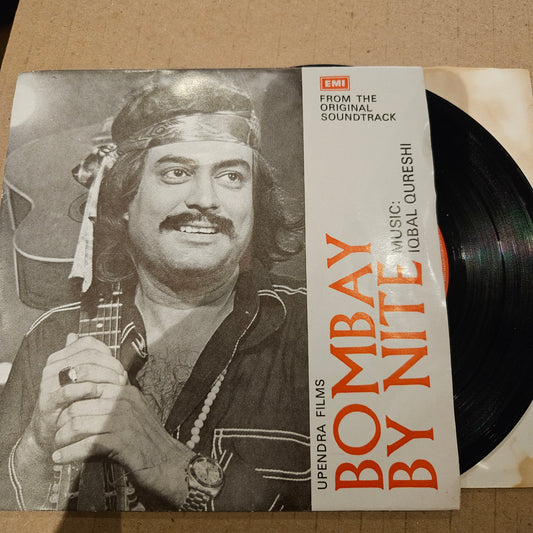 EMI
FROM THE
ORIGINAL
SOUNDTRACK
UPENDRA FILMS
BOMBAY
BY NITE
MUSIC:
IQBAL QURESHI